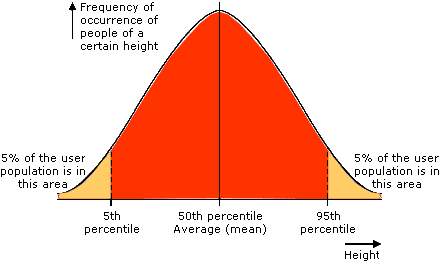 Frequency of
occurrence of
people of a
certain height
5% of the user
population is in
this area
5% of the user
population is in
this area
5th
percentile
50th percentile
Average (mean)
95th
percentile
Height